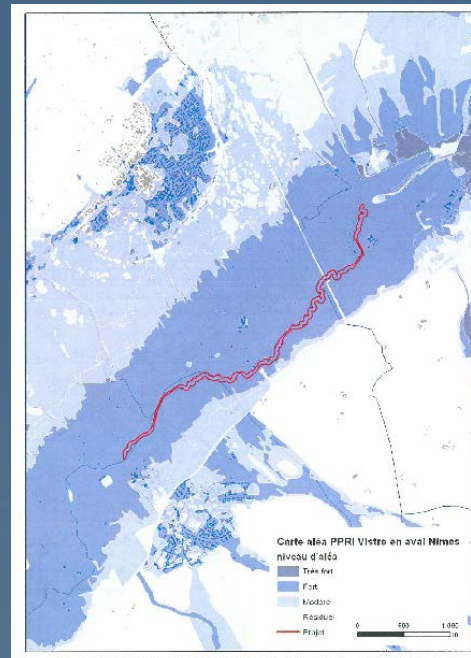 Carte aléa PPRI Vistre en aval Nîmes
niveau d'aléa
Très fort
Fort
Modéré
Résiduel
Projet
0 500 1 000
m